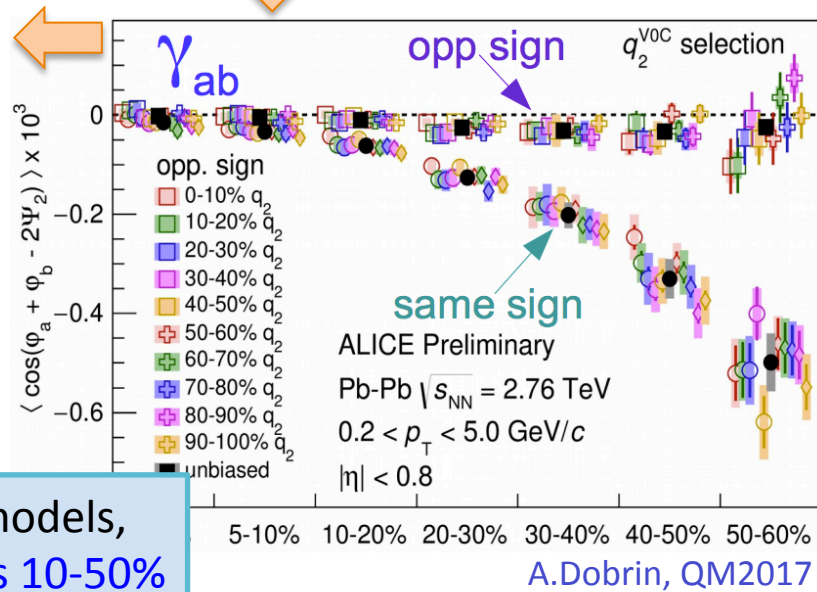 γab
opp sign
q2^V0C selection
⟨ cos(φa + φb - 2Ψ2) ⟩ x 10^3
0
−0.2
−0.4
−0.6
opp. sign
0-10% q2
10-20% q2
20-30% q2
30-40% q2
40-50% q2
50-60% q2
60-70% q2
70-80% q2
80-90% q2
90-100% q2
unbiased
same sign
ALICE Preliminary
Pb-Pb √sNN = 2.76 TeV
0.2 < pT < 5.0 GeV/c
|η| < 0.8
5-10% 10-20% 20-30% 30-40% 40-50% 50-60%
nodels,
s 10-50%
A.Dobrin, QM2017